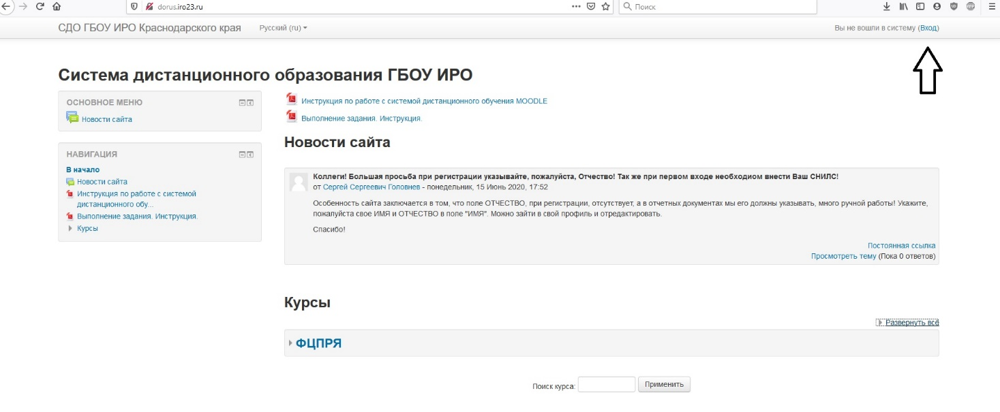 dorus.iro23.ru
Поиск
СДО ГБОУ ИРО Краснодарского края
Русский (ru)
Вы не вошли в систему (Вход)
Система дистанционного образования ГБОУ ИРО
ОСНОВНОЕ МЕНЮ
Новости сайта
НАВИГАЦИЯ
В начало
Новости сайта
Инструкция по работе с системой
дистанционного обу...
Выполнение задания. Инструкция.
Курсы
Инструкция по работе с системой дистанционного обучения MOODLE
Выполнение задания. Инструкция.
Новости сайта
Коллеги! Большая просьба при регистрации указывайте, пожалуйста, Отчество! Так же при первом входе необходиом внести Ваш СНИЛС!
от Сергей Сергеевич Головнев - понедельник, 15 Июнь 2020, 17:52
Особенность сайта заключается в том, что поле ОТЧЕСТВО, при регистрации, отсутствует, а в отчетных документах мы его должны указывать, много ручной работы! Укажите,
пожалуйста свое ИМЯ и ОТЧЕСТВО в поле "ИМЯ". Можно зайти в свой профиль и отредактировать.
Спасибо!
Постоянная ссылка
Просмотреть тему (Пока 0 ответов)
Курсы
Развернуть всё
ФЦПРЯ
Поиск курса:
Применить